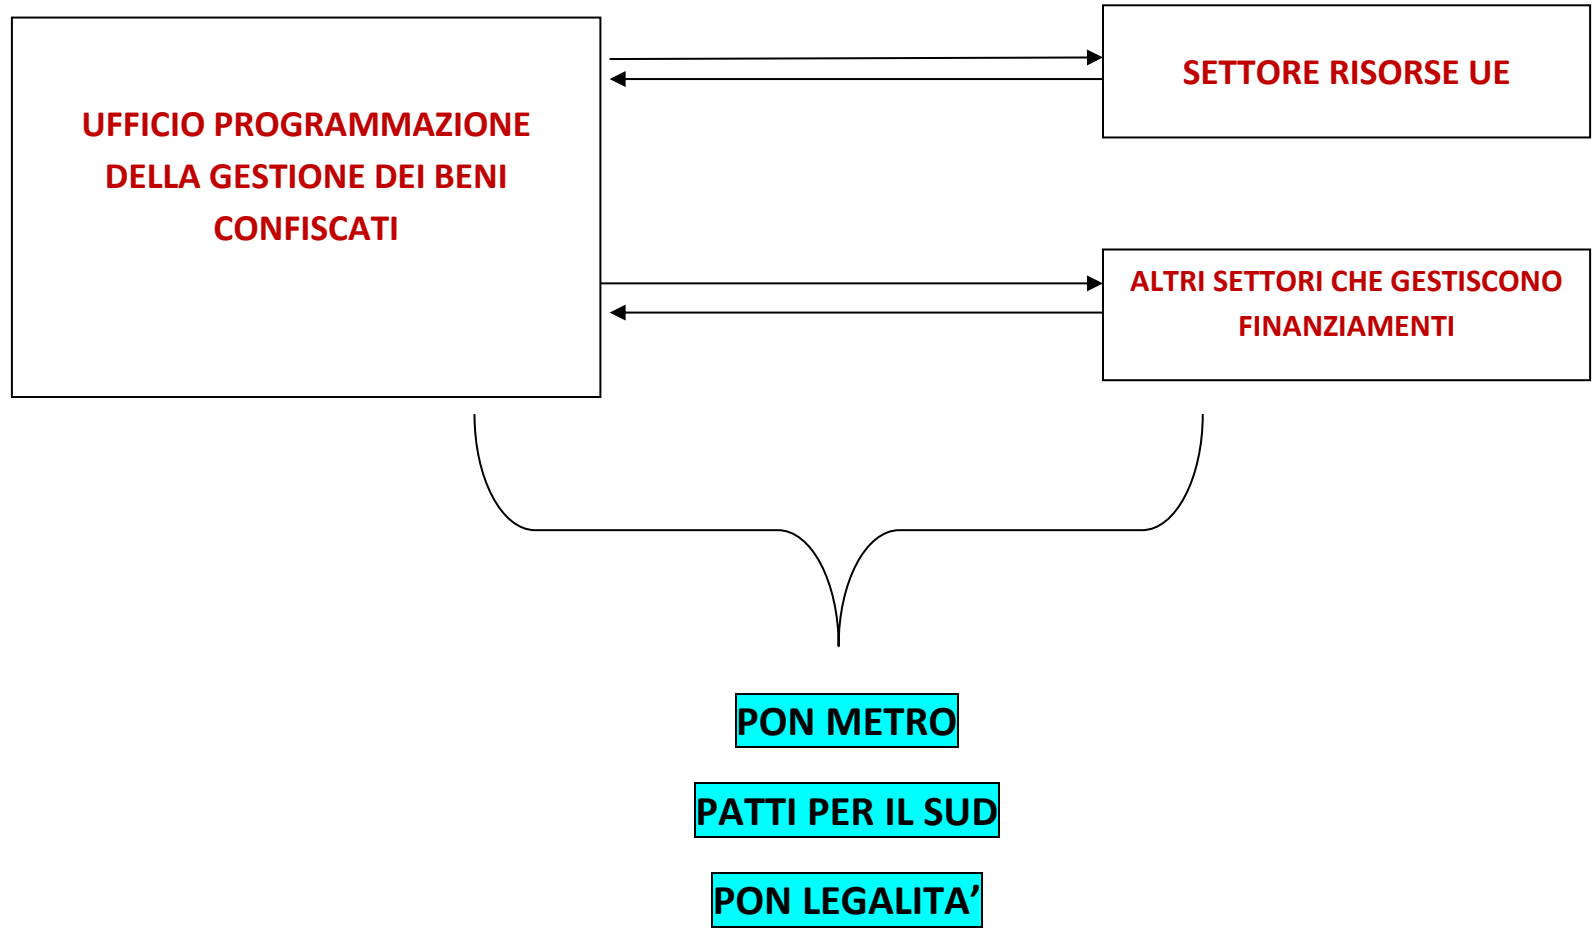 UFFICIO PROGRAMMAZIONE
DELLA GESTIONE DEI BENI
CONFISCATI
SETTORE RISORSE UE
ALTRI SETTORI CHE GESTISCONO
FINANZIAMENTI
PON METRO
PATTI PER IL SUD
PON LEGALITA’